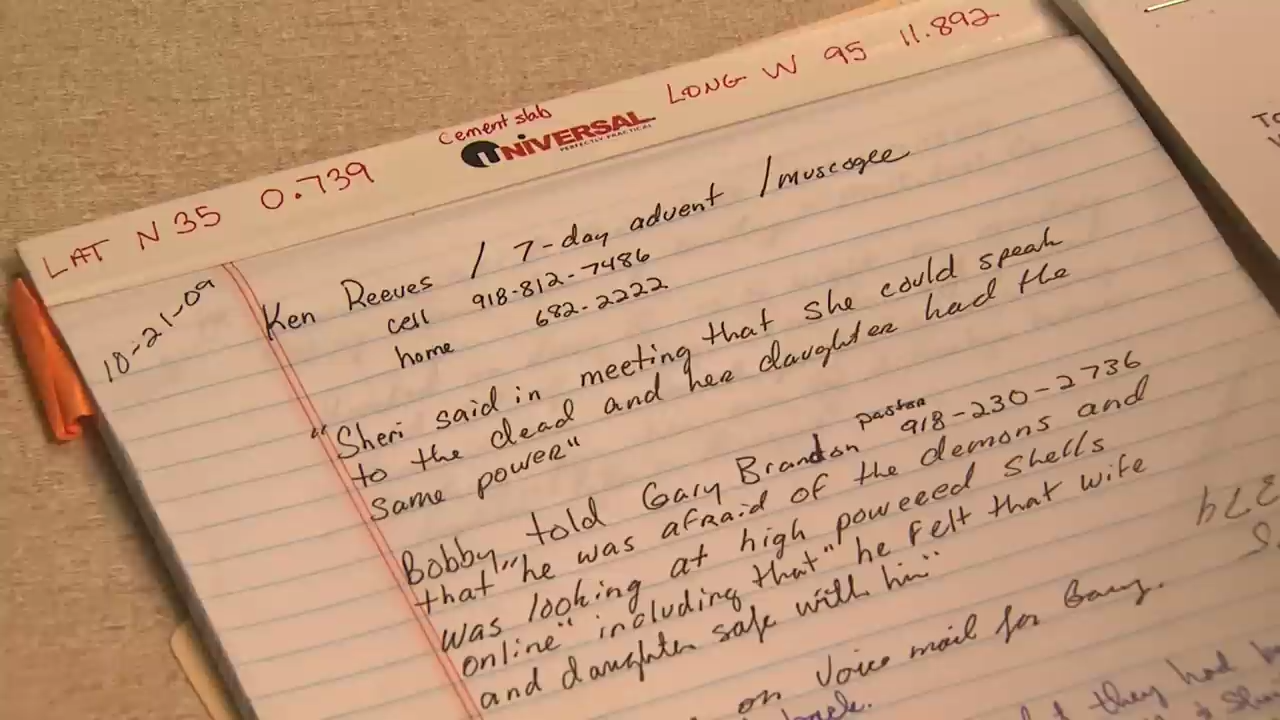 LAT N 35 0.739 Cement slab LONG W 95 11.892
UNIVERSAL
PERFECTLY PRACTICAL
10-21-09
Ken Reeves / 7-day advent / muscogee
cell 918-812-7486
home 682-2222
"Sheri said in meeting that she could speak
to the dead and her daughter had the
same power"
pastor
Bobby, told Gary Brandon 918-230-2736
that "he was afraid of the demons and
was looking at high poweeed shells
online" including that "he felt that wife
and daughter safe with him"
on voice mail for Gary.
back.
they had